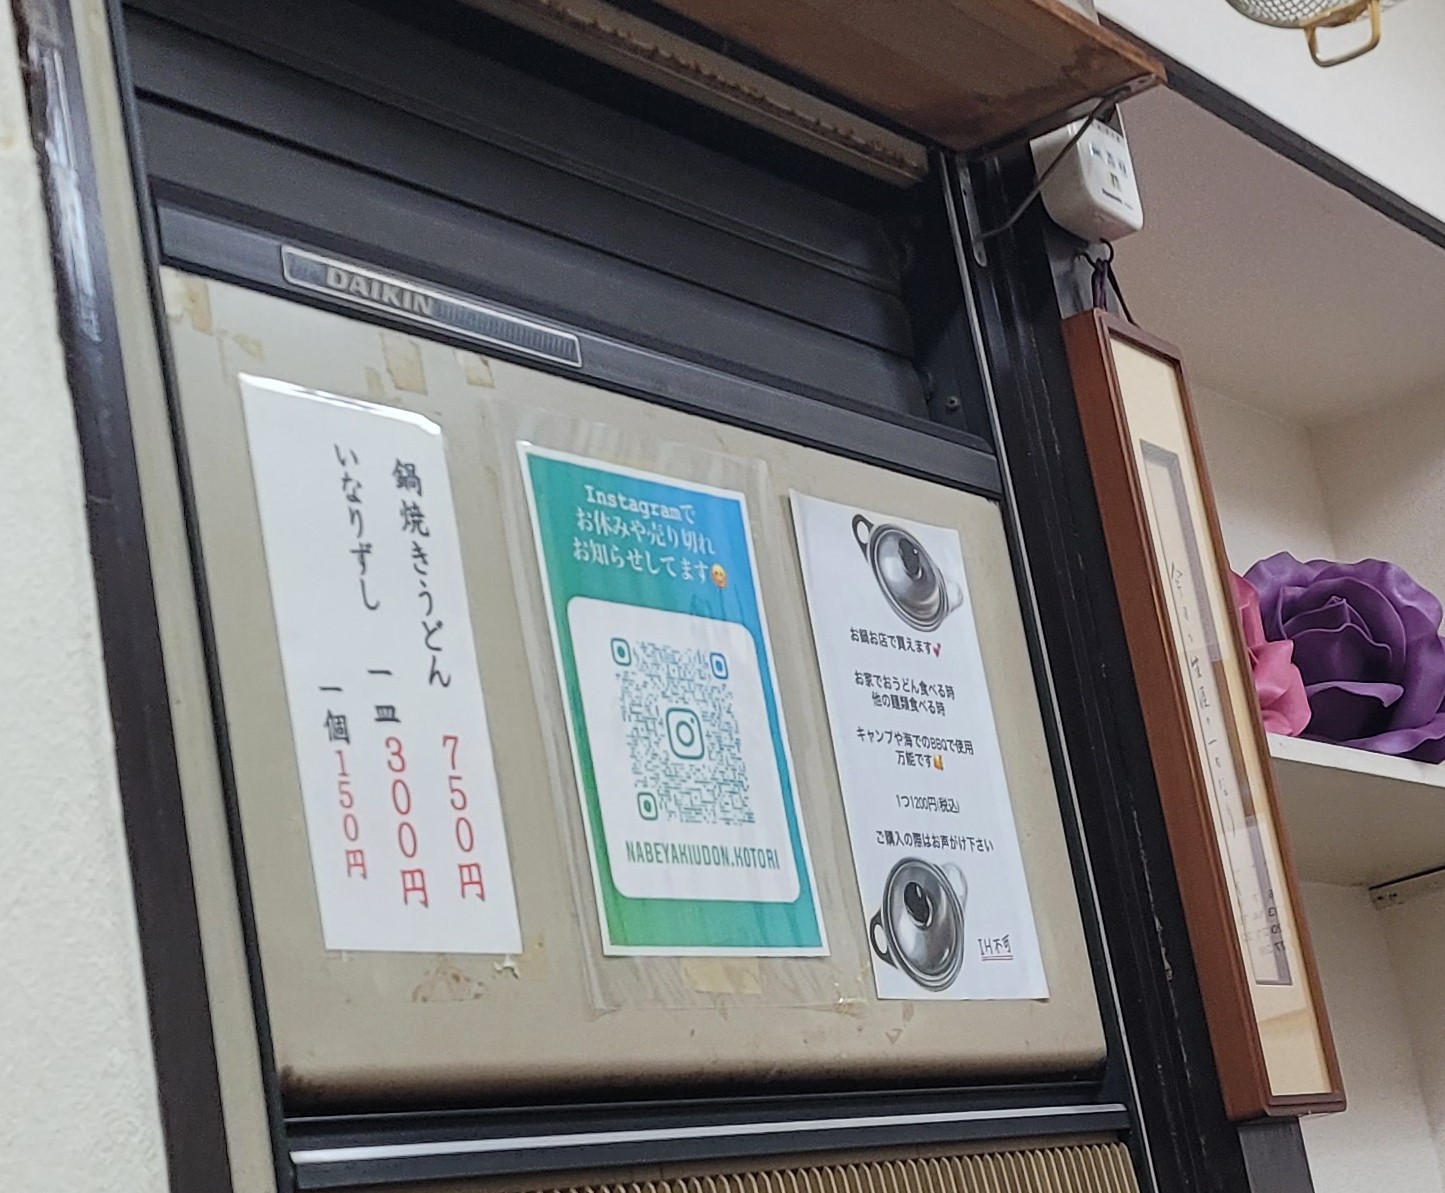 DAIKIN
鍋焼きうどん 750円
いなりずし 一皿 300円
一個 150円
Instagramで
お休みや売り切れ
お知らせしてます😊
NABEYAKIUDON.KOTORI
お鍋お店で買えます💕
お家でおうどん食べる時
他の麺類食べる時
キャンプや海でのBBQで使用
万能です🥰
1つ1200円(税込)
ご購入の際はお声がけ下さい
IH不可